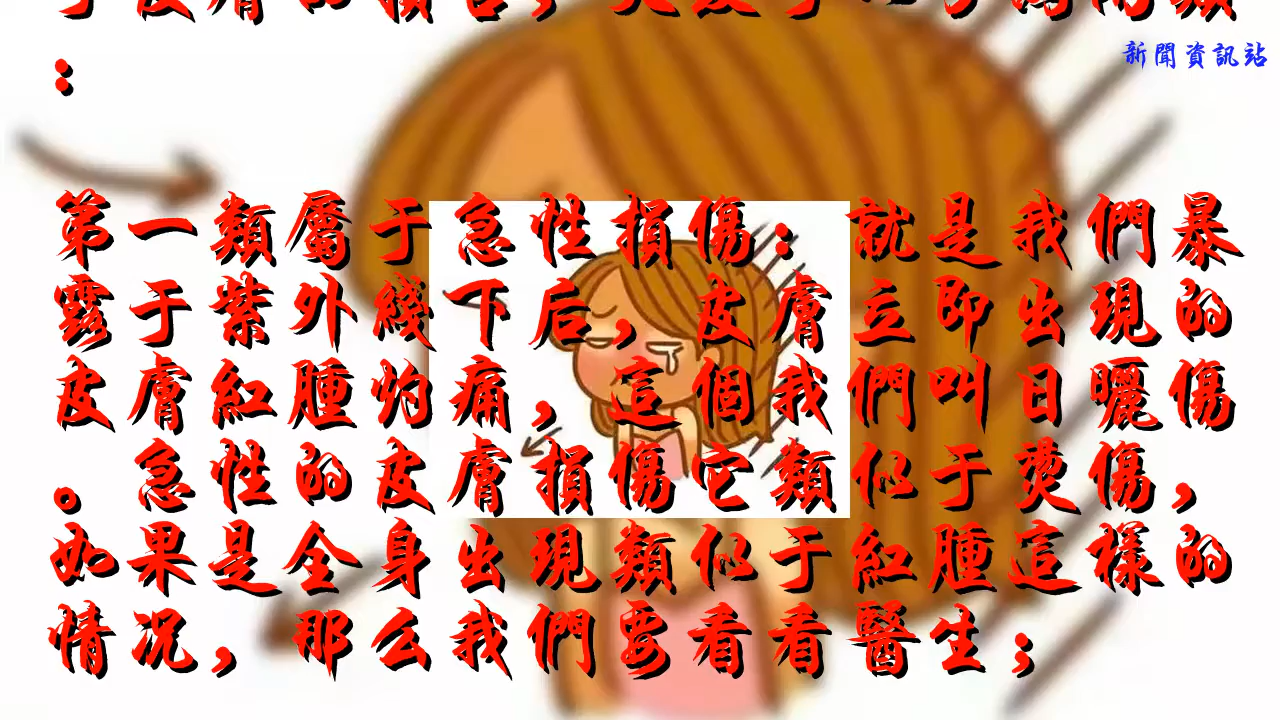 :
新聞資訊站
第一類屬于急性損傷:就是我們暴
露于紫外綫下后,皮膚立即出現的
皮膚紅腫灼痛,這個我們叫日曬傷
。急性的皮膚損傷它類似于燙傷,
如果是全身出現類似于紅腫這樣的
情況,那么我們要看看醫生;